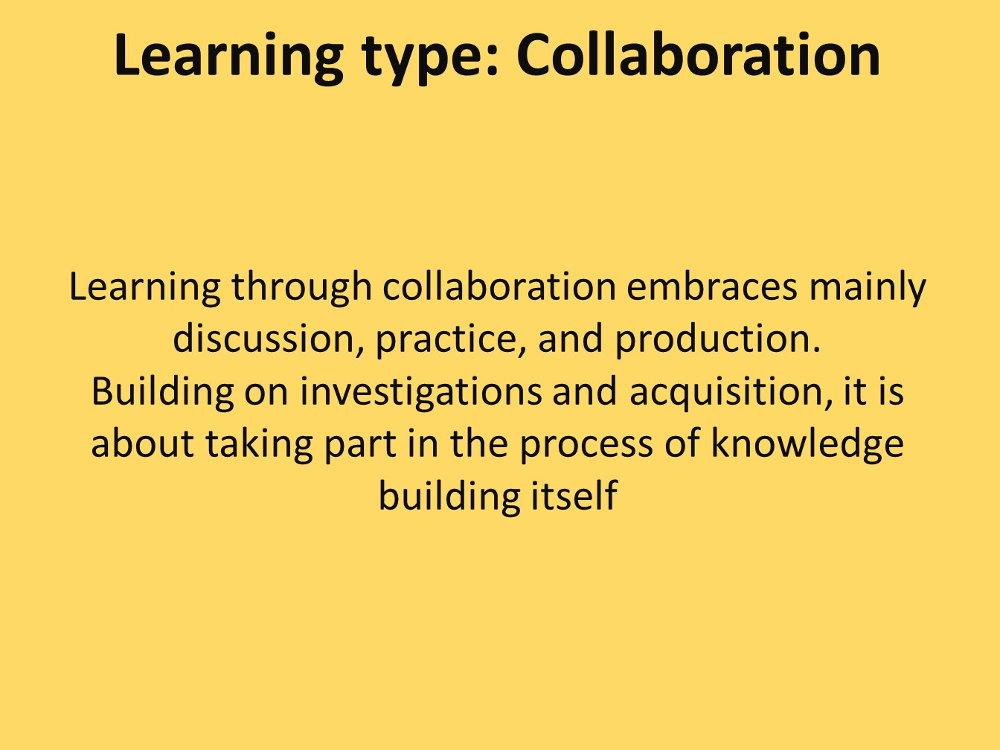 Learning type: Collaboration
Learning through collaboration embraces mainly
discussion, practice, and production.
Building on investigations and acquisition, it is
about taking part in the process of knowledge
building itself